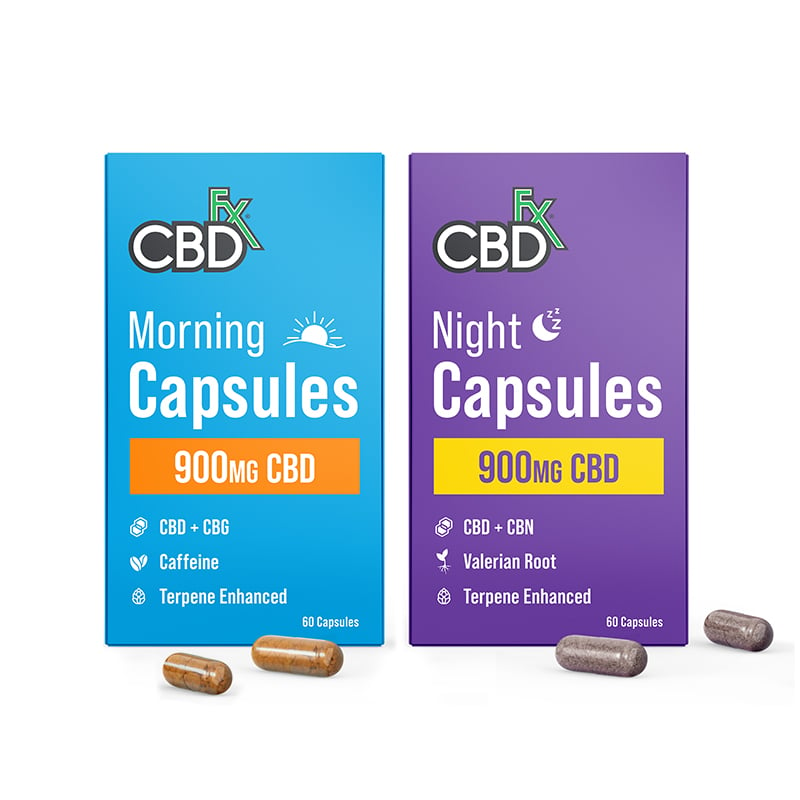 CBDFX®
Morning
Capsules
900MG CBD
CBD + CBG
Caffeine
Terpene Enhanced
60 Capsules
CBDFX®
Night zzz
Capsules
900MG CBD
CBD + CBN
Valerian Root
Terpene Enhanced
60 Capsules